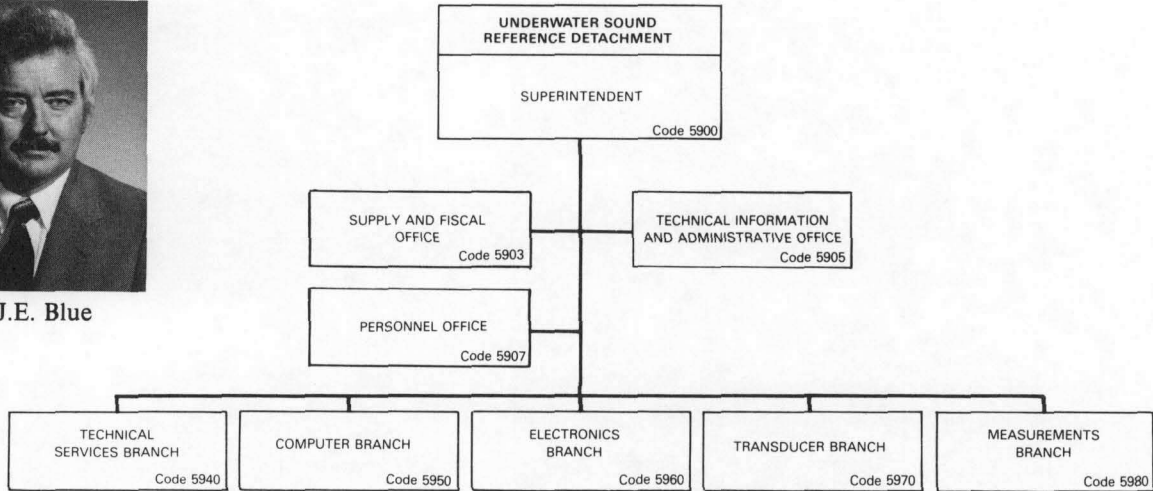 UNDERWATER SOUND
REFERENCE DETACHMENT
SUPERINTENDENT
Code 5900
SUPPLY AND FISCAL
OFFICE
Code 5903
TECHNICAL INFORMATION
AND ADMINISTRATIVE OFFICE
Code 5905
J.E. Blue
PERSONNEL OFFICE
Code 5907
TECHNICAL
SERVICES BRANCH
Code 5940
COMPUTER BRANCH
Code 5950
ELECTRONICS
BRANCH
Code 5960
TRANSDUCER BRANCH
Code 5970
MEASUREMENTS
BRANCH
Code 5980